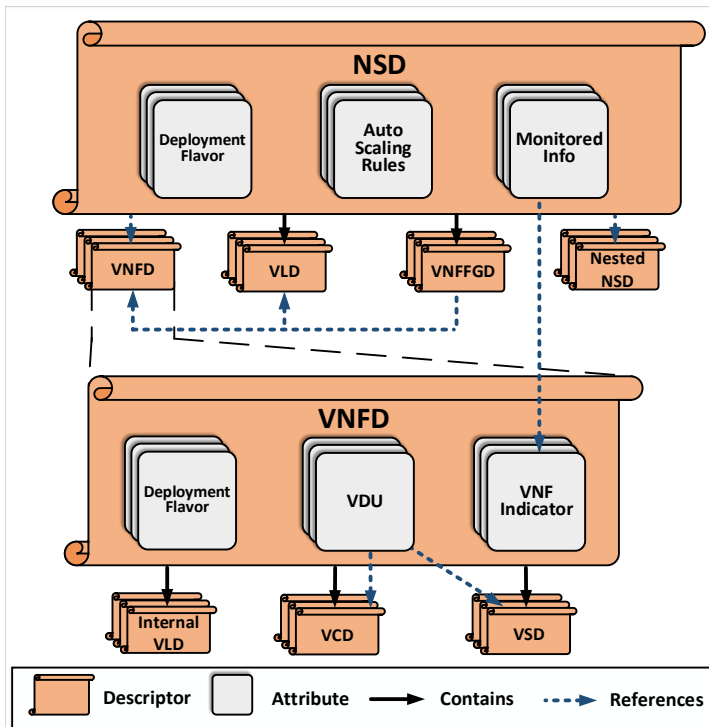 NSD
Deployment
Flavor
Auto
Scaling
Rules
Monitored
Info
VNFD
VLD
VNFFGD
Nested
NSD
VNFD
Deployment
Flavor
VDU
VNF
Indicator
Internal
VLD
VCD
VSD
Descriptor
Attribute
Contains
References